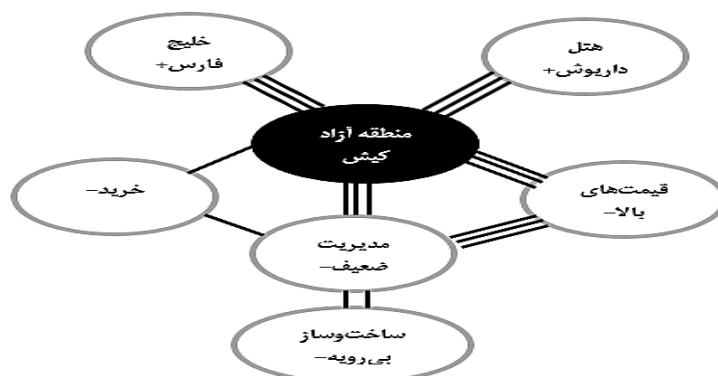 خلیج
فارس+
هتل
داریوش+
منطقه آزاد
کیش
خرید–
قیمت‌های
بالا–
مدیریت
ضعیف–
ساخت‌وساز
بی‌رویه–